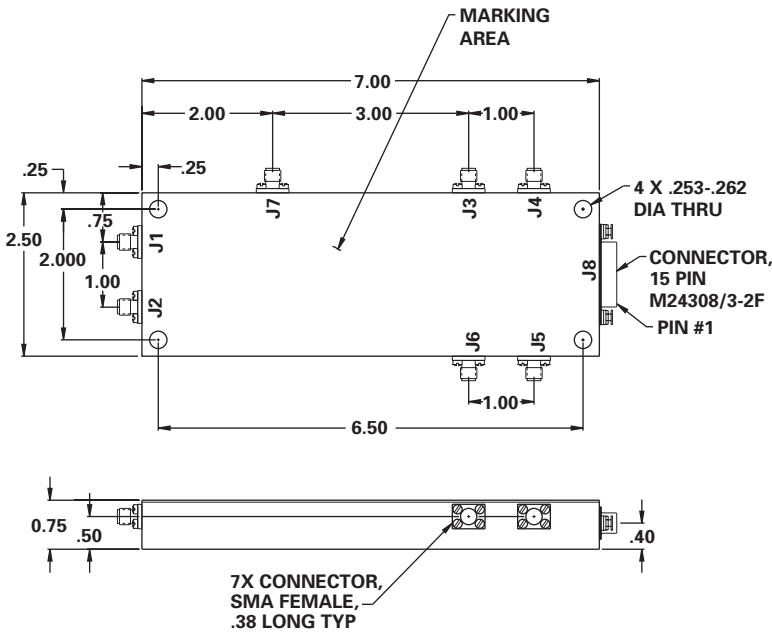 MARKING
AREA
7.00
2.00
3.00
1.00
.25
.25
J7
J3
J4
4 X .253-.262
DIA THRU
.75
J1
2.50
2.000
1.00
J2
J8
CONNECTOR,
15 PIN
M24308/3-2F
PIN #1
J6
J5
1.00
6.50
0.75
.50
.40
7X CONNECTOR,
SMA FEMALE,
.38 LONG TYP